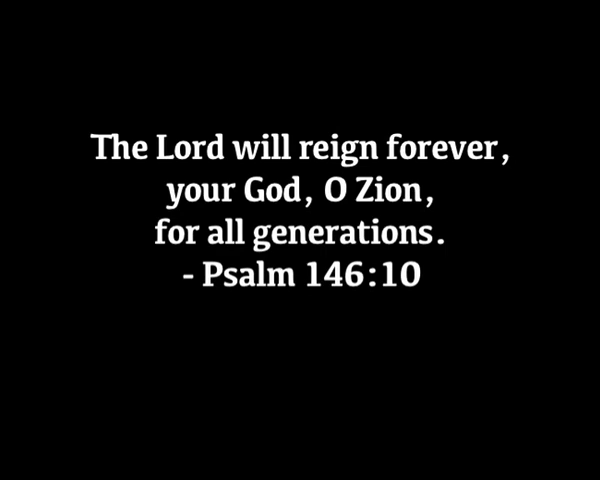 The Lord will reign forever,
your God, O Zion,
for all generations.
- Psalm 146:10